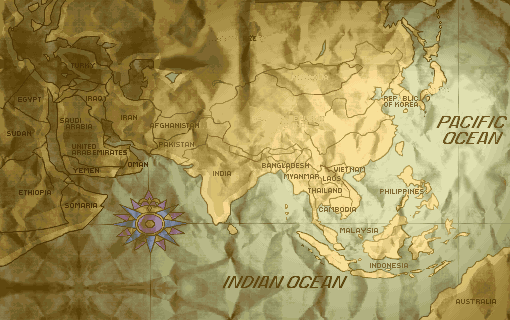 TURKEY
EGYPT
IRAQ
IRAN
AFGHANISTAN
PAKISTAN
SAUDI
ARABIA
SUDAN
UNITED
ARAB EMIRATES
OMAN
YEMEN
ETHIOPIA
SOMARIA
INDIA
BANGLADESH
MYANMAR
LAOS
VIETNAM
THAILAND
CAMBODIA
REP BLIC
OF KOREA
PACIFIC
OCEAN
PHILIPPINES
MALAYSIA
INDONESIA
INDIAN OCEAN
AUSTRALIA